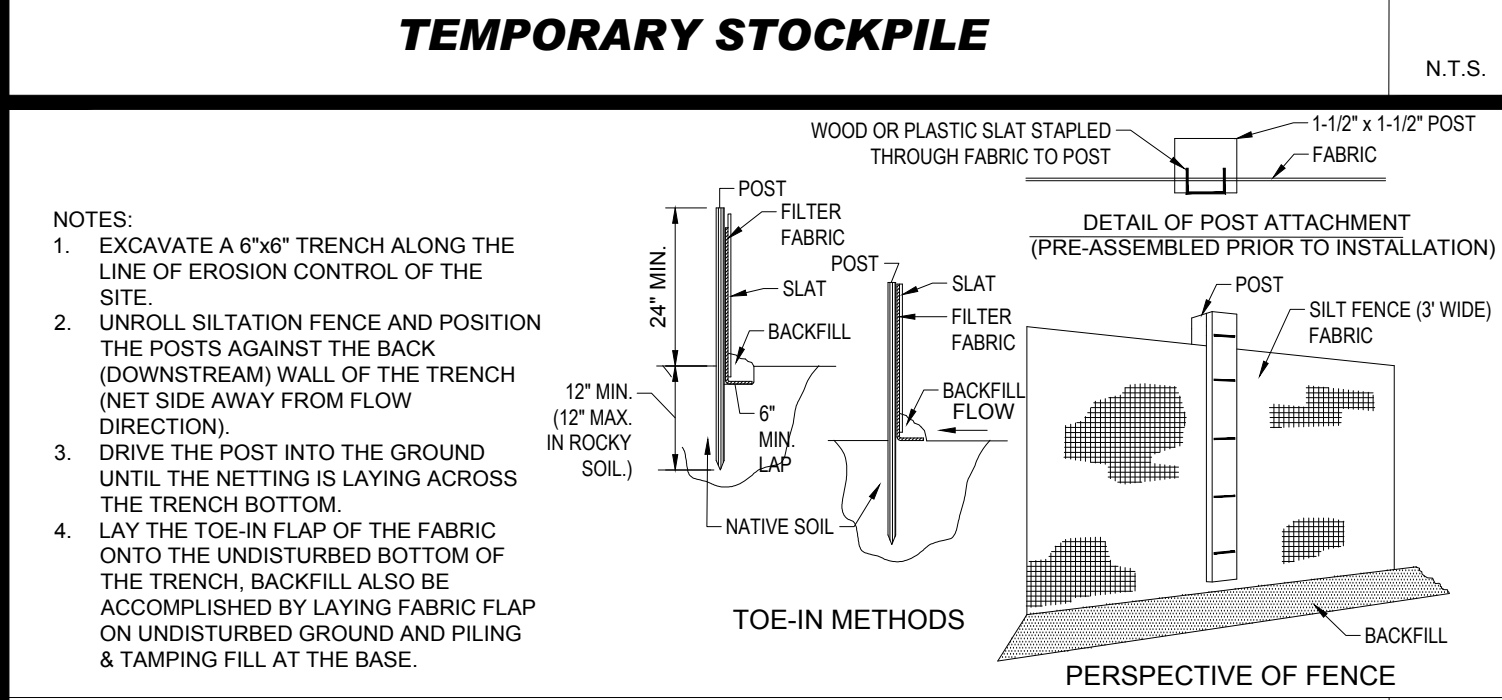 TEMPORARY STOCKPILE
N.T.S.
NOTES:
1. EXCAVATE A 6"x6" TRENCH ALONG THE
LINE OF EROSION CONTROL OF THE
SITE.
2. UNROLL SILTATION FENCE AND POSITION
THE POSTS AGAINST THE BACK
(DOWNSTREAM) WALL OF THE TRENCH
(NET SIDE AWAY FROM FLOW
DIRECTION).
3. DRIVE THE POST INTO THE GROUND
UNTIL THE NETTING IS LAYING ACROSS
THE TRENCH BOTTOM.
4. LAY THE TOE-IN FLAP OF THE FABRIC
ONTO THE UNDISTURBED BOTTOM OF
THE TRENCH, BACKFILL ALSO BE
ACCOMPLISHED BY LAYING FABRIC FLAP
ON UNDISTURBED GROUND AND PILING
& TAMPING FILL AT THE BASE.
POST
FILTER
FABRIC
SLAT
BACKFILL
24" MIN.
12" MIN.
(12" MAX.
IN ROCKY
SOIL.)
6"
MIN.
LAP
NATIVE SOIL
POST
SLAT
FILTER
FABRIC
BACKFILL
FLOW
TOE-IN METHODS
WOOD OR PLASTIC SLAT STAPLED
THROUGH FABRIC TO POST
1-1/2" x 1-1/2" POST
FABRIC
DETAIL OF POST ATTACHMENT
(PRE-ASSEMBLED PRIOR TO INSTALLATION)
POST
SILT FENCE (3' WIDE)
FABRIC
BACKFILL
PERSPECTIVE OF FENCE